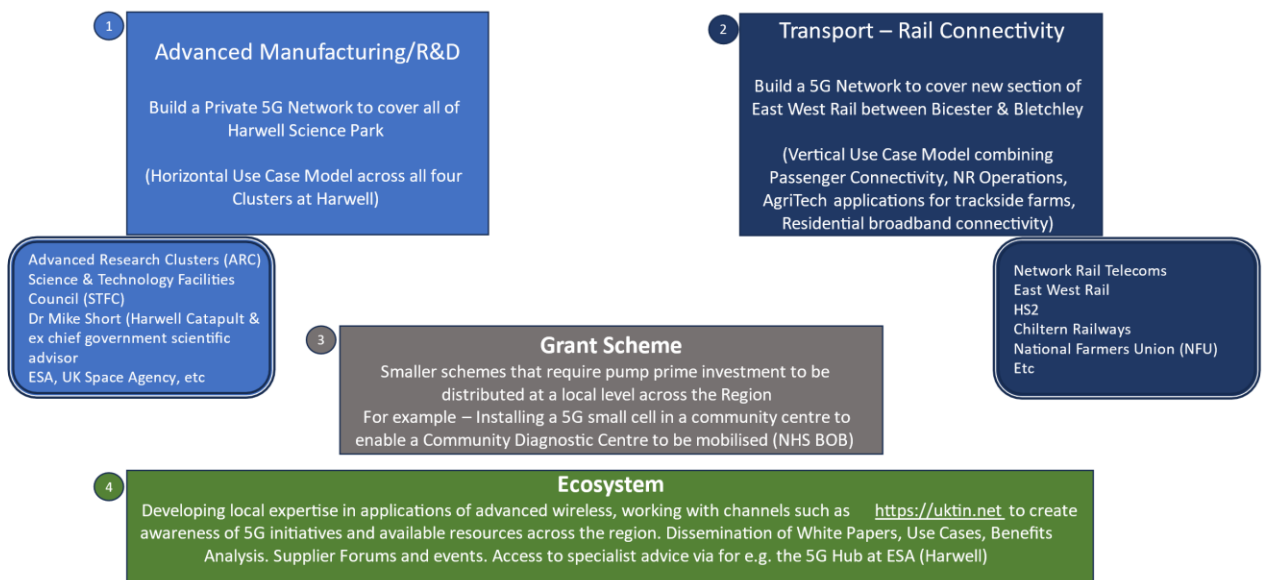 1
Advanced Manufacturing/R&D
Build a Private 5G Network to cover all of
Harwell Science Park
(Horizontal Use Case Model across all four
Clusters at Harwell)
Advanced Research Clusters (ARC)
Science & Technology Facilities
Council (STFC)
Dr Mike Short (Harwell Catapult &
ex chief government scientific
advisor
ESA, UK Space Agency, etc
2
Transport – Rail Connectivity
Build a 5G Network to cover new section of
East West Rail between Bicester & Bletchley
(Vertical Use Case Model combining
Passenger Connectivity, NR Operations,
AgriTech applications for trackside farms,
Residential broadband connectivity)
Network Rail Telecoms
East West Rail
HS2
Chiltern Railways
National Farmers Union (NFU)
Etc
3
Grant Scheme
Smaller schemes that require pump prime investment to be
distributed at a local level across the Region
For example – Installing a 5G small cell in a community centre to
enable a Community Diagnostic Centre to be mobilised (NHS BOB)
4
Ecosystem
Developing local expertise in applications of advanced wireless, working with channels such as https://uktin.net to create
awareness of 5G initiatives and available resources across the region. Dissemination of White Papers, Use Cases, Benefits
Analysis. Supplier Forums and events. Access to specialist advice via for e.g. the 5G Hub at ESA (Harwell)